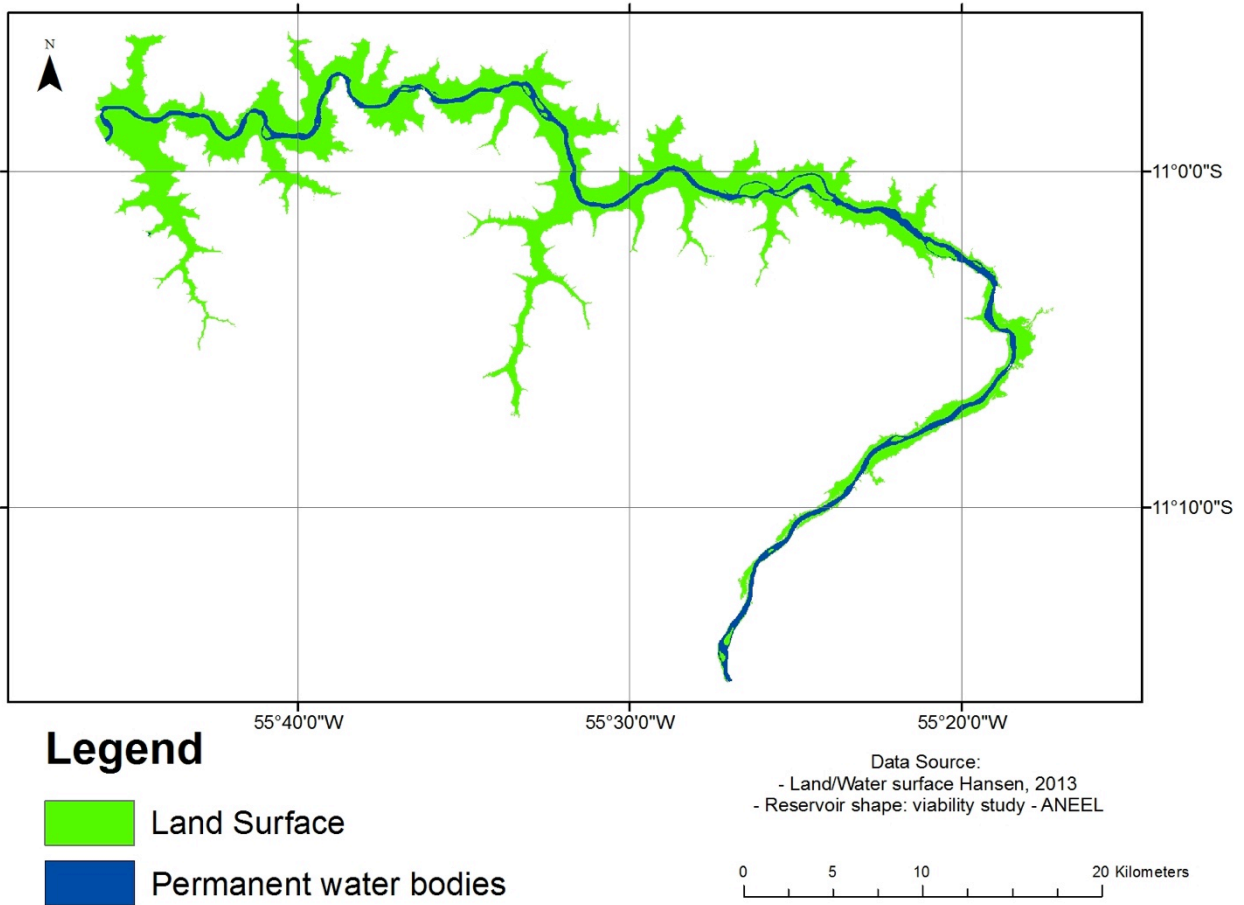 N
11°0'0"S
11°10'0"S
55°40'0"W
55°30'0"W
55°20'0"W
Legend
Land Surface
Permanent water bodies
Data Source:
- Land/Water surface Hansen, 2013
- Reservoir shape: viability study - ANEEL
0 5 10 20 Kilometers